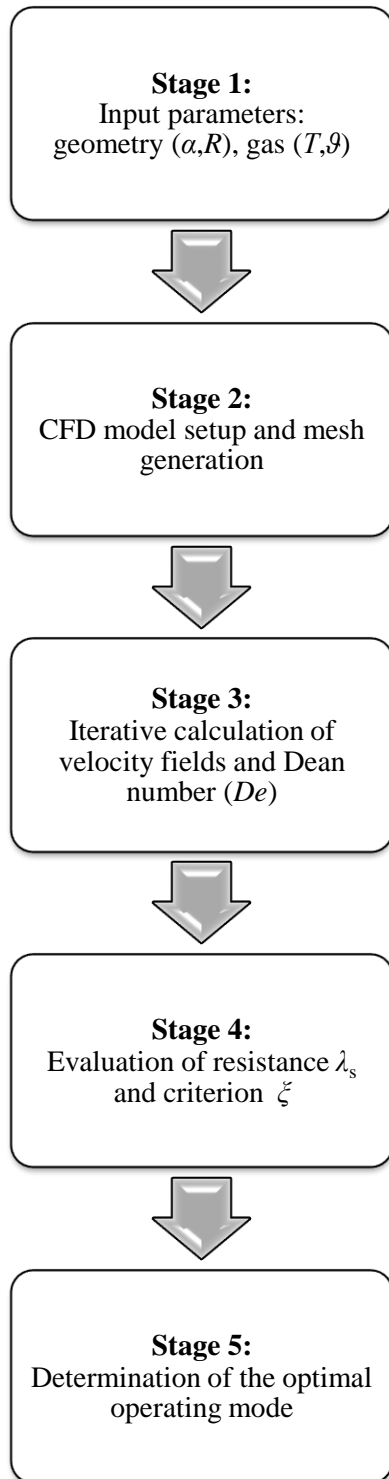 Stage 1:
Input parameters:
geometry (α,R), gas (T,ϑ)
Stage 2:
CFD model setup and mesh
generation
Stage 3:
Iterative calculation of
velocity fields and Dean
number (De)
Stage 4:
Evaluation of resistance λs
and criterion ξ
Stage 5:
Determination of the optimal
operating mode